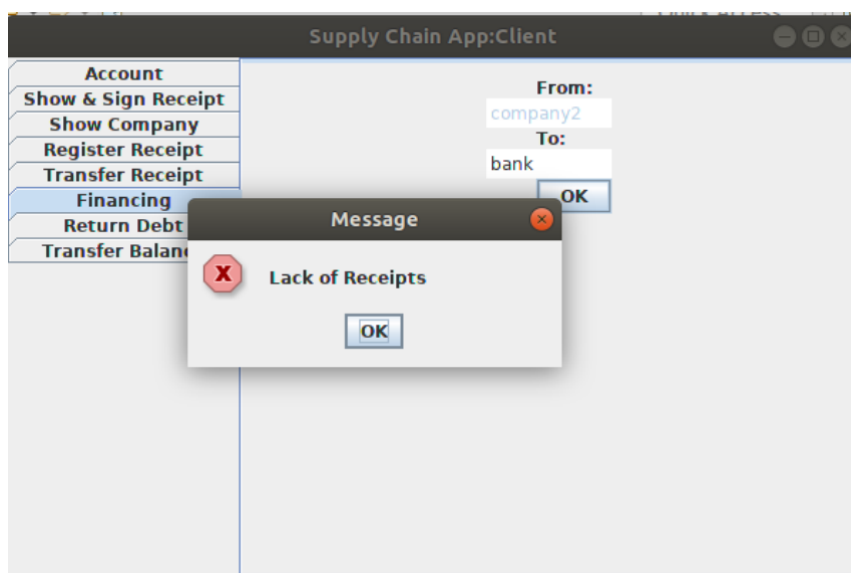 Supply Chain App:Client
Account
Show & Sign Receipt
Show Company
Register Receipt
Transfer Receipt
Financing
Return Debt
Transfer Balan
From:
company2
To:
bank
OK
Message
X
Lack of Receipts
OK